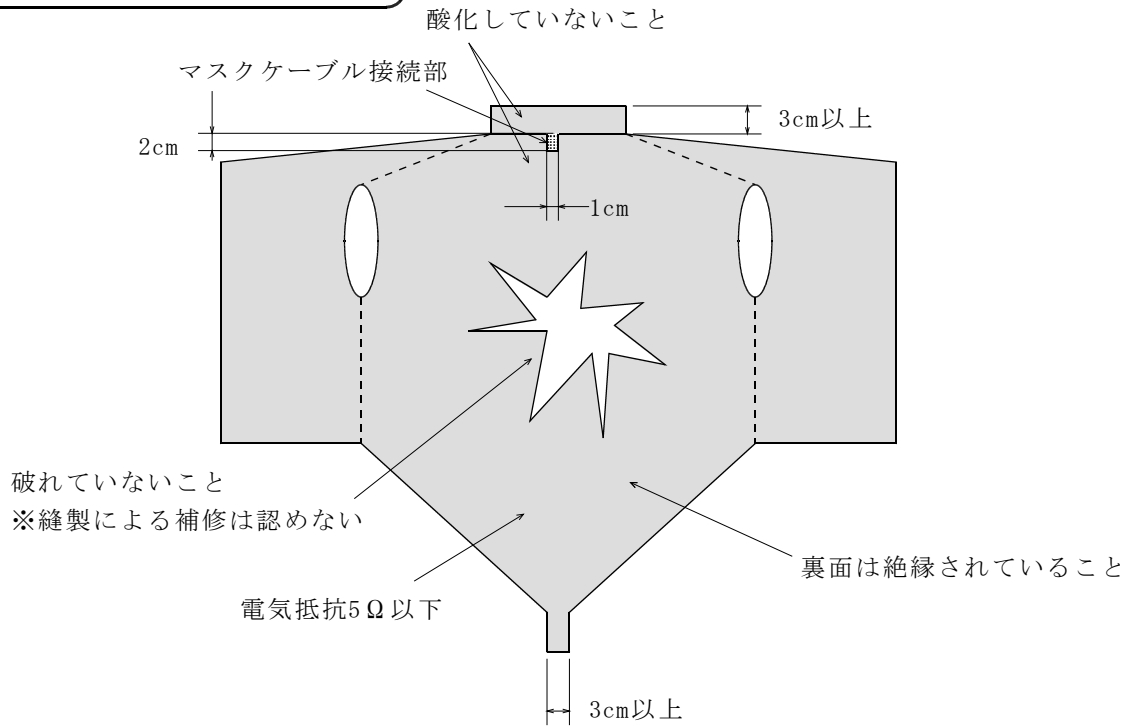 酸化していないこと
マスクケーブル接続部
3cm以上
2cm
1cm
破れていないこと
※縫製による補修は認めない
裏面は絶縁されていること
電気抵抗5Ω以下
3cm以上